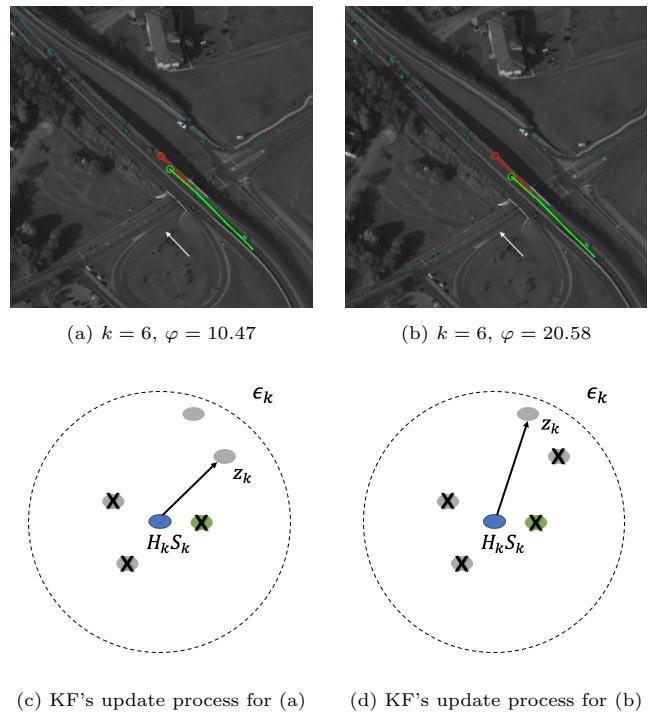 (a) k = 6, φ = 10.47
(b) k = 6, φ = 20.58
ϵₖ
zₖ
X
X
X
HₖSₖ
ϵₖ
zₖ
X
X
X
X
HₖSₖ
(c) KF's update process for (a)
(d) KF's update process for (b)